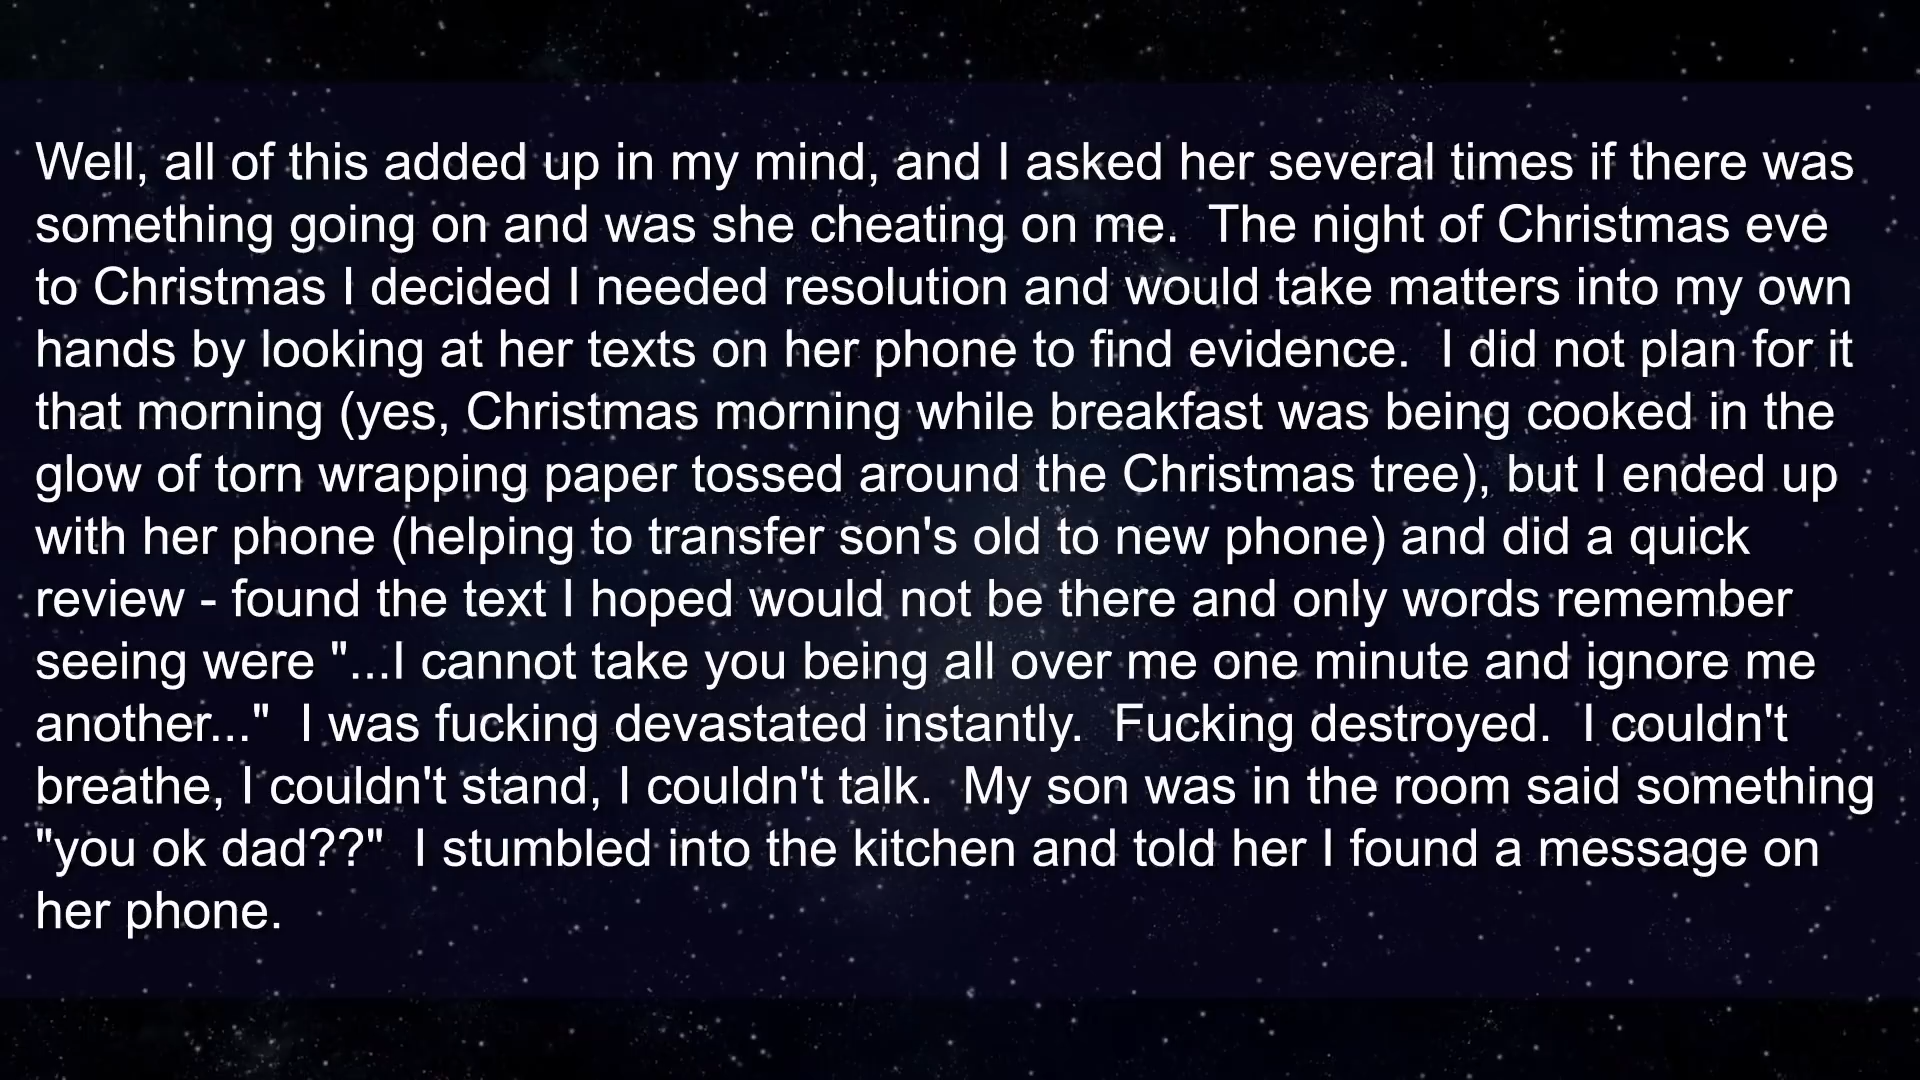 Well, all of this added up in my mind, and I asked her several times if there was
something going on and was she cheating on me.  The night of Christmas eve
to Christmas I decided I needed resolution and would take matters into my own
hands by looking at her texts on her phone to find evidence.  I did not plan for it
that morning (yes, Christmas morning while breakfast was being cooked in the
glow of torn wrapping paper tossed around the Christmas tree), but I ended up
with her phone (helping to transfer son's old to new phone) and did a quick
review - found the text I hoped would not be there and only words remember
seeing were "...I cannot take you being all over me one minute and ignore me
another..."  I was fucking devastated instantly.  Fucking destroyed.  I couldn't
breathe, I couldn't stand, I couldn't talk.  My son was in the room said something
"you ok dad??"  I stumbled into the kitchen and told her I found a message on
her phone.